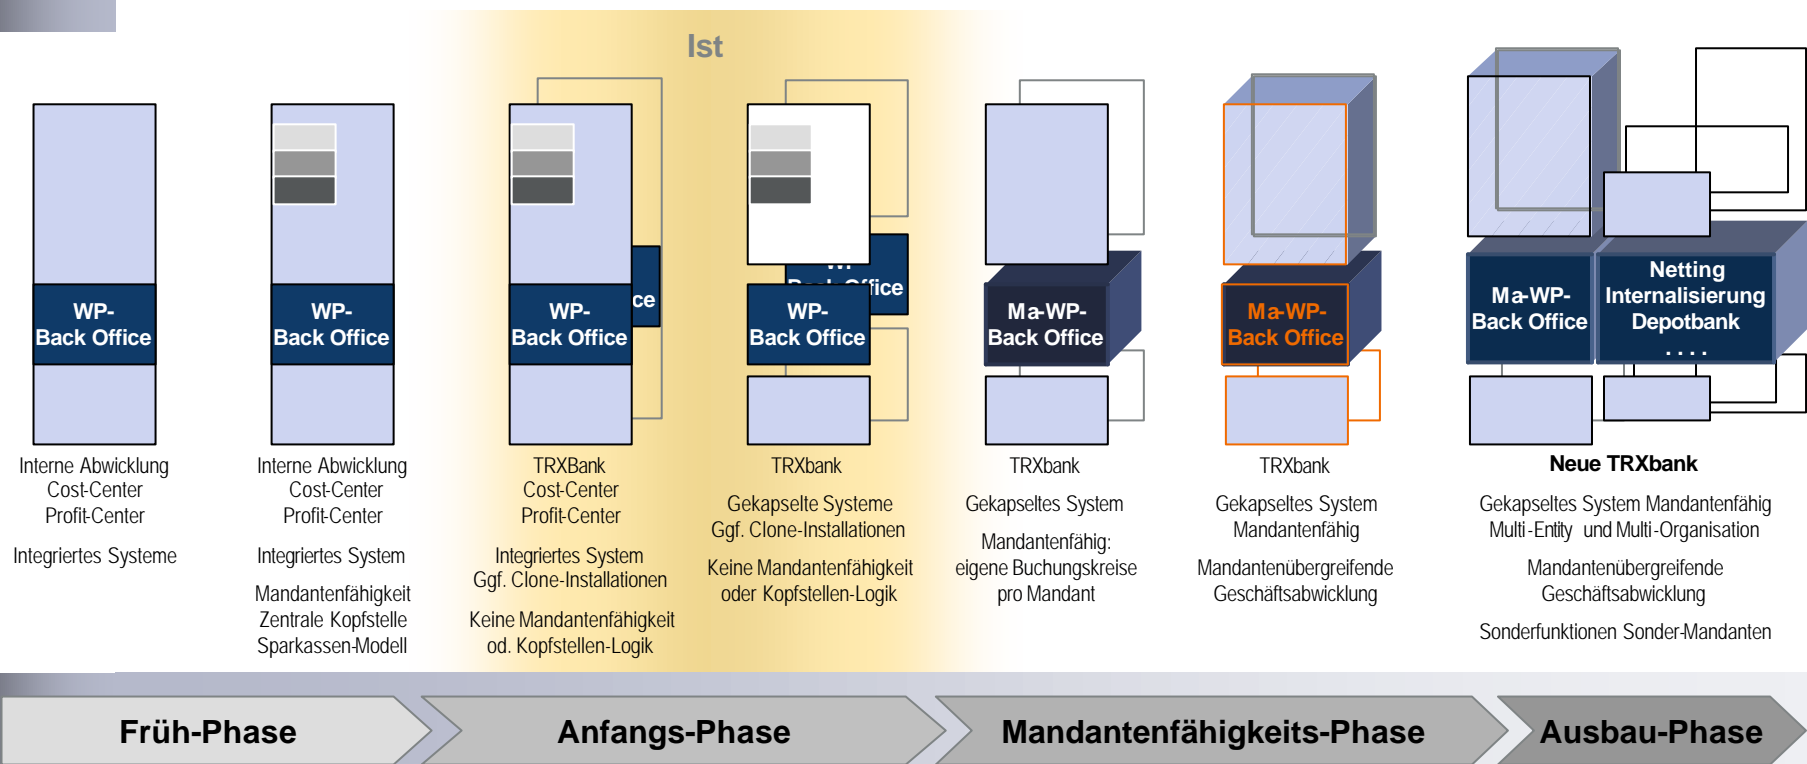 Ist
WP-
Back Office
Interne Abwicklung
Cost-Center
Profit-Center
Integriertes Systeme
WP-
Back Office
Interne Abwicklung
Cost-Center
Profit-Center
Integriertes System
Mandantenfähigkeit
Zentrale Kopfstelle
Sparkassen-Modell
ce
WP-
Back Office
TRXBank
Cost-Center
Profit-Center
Integriertes System
Ggf. Clone-Installationen
Keine Mandantenfähigkeit
od. Kopfstellen-Logik
WP-
Back Office
WP-
Back Office
TRXbank
Gekapselte Systeme
Ggf. Clone-Installationen
Keine Mandantenfähigkeit
oder Kopfstellen-Logik
Ma-WP-
Back Office
TRXbank
Gekapseltes System
Mandantenfähig:
eigene Buchungskreise
pro Mandant
Ma-WP-
Back Office
TRXbank
Gekapseltes System
Mandantenfähig
Mandantenübergreifende
Geschäftsabwicklung
Ma-WP-
Back Office
Netting
Internalisierung
Depotbank
. . . .
Neue TRXbank
Gekapseltes System Mandantenfähig
Multi-Entity und Multi-Organisation
Mandantenübergreifende
Geschäftsabwicklung
Sonderfunktionen Sonder-Mandanten
Früh-Phase
Anfangs-Phase
Mandantenfähigkeits-Phase
Ausbau-Phase